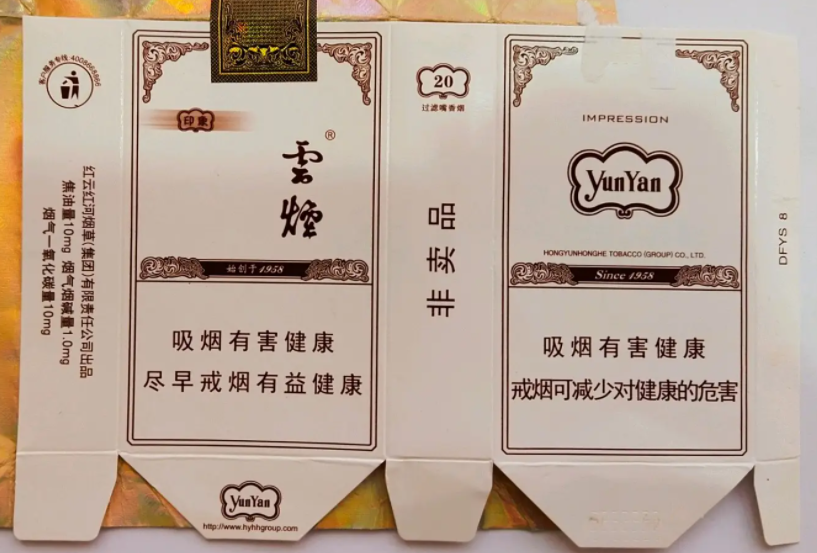 客户服务专线 4008868886
红云红河烟草(集团)有限责任公司出品
焦油量10mg 烟气烟碱量1.0mg
烟气一氧化碳量10mg
印象
雲煙®
始创于1958
吸烟有害健康
尽早戒烟有益健康
YunYan
http://www.hyhhgroup.com
20
过滤嘴香烟
非卖品
IMPRESSION
YunYan
HONGYUNHONGHE TOBACCO (GROUP) CO., LTD.
Since 1958
吸烟有害健康
戒烟可减少对健康的危害
DFYS 8